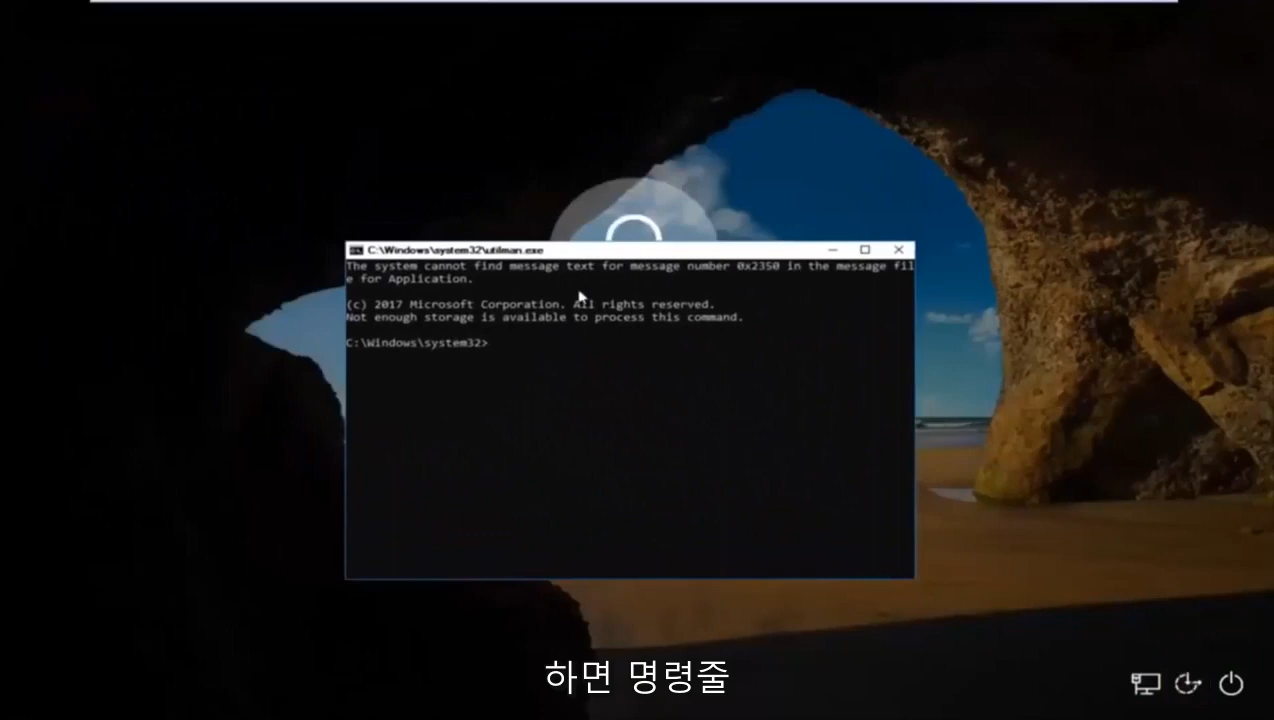 C:\Windows\system32\utilman.exe
The system cannot find message text for message number 0x2350 in the message fil
e for Application.
(c) 2017 Microsoft Corporation. All rights reserved.
Not enough storage is available to process this command.
C:\Windows\system32>
하면 명령줄